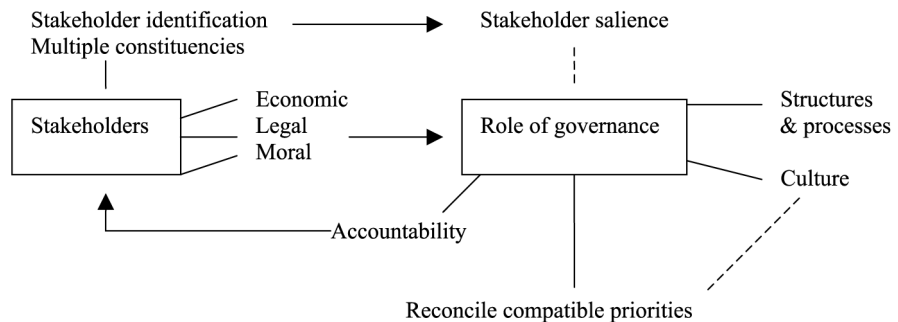 Stakeholder identification
Multiple constituencies
Stakeholder salience
Stakeholders
Economic
Legal
Moral
Role of governance
Structures
& processes
Culture
Accountability
Reconcile compatible priorities